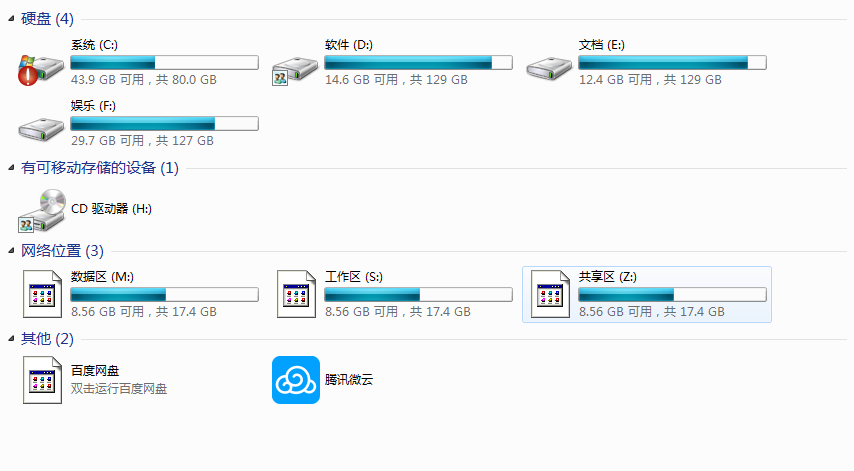 硬盘 (4)
系统 (C:)
43.9 GB 可用，共 80.0 GB
软件 (D:)
14.6 GB 可用，共 129 GB
文档 (E:)
12.4 GB 可用，共 129 GB
娱乐 (F:)
29.7 GB 可用，共 127 GB
有可移动存储的设备 (1)
CD 驱动器 (H:)
网络位置 (3)
数据区 (M:)
8.56 GB 可用，共 17.4 GB
工作区 (S:)
8.56 GB 可用，共 17.4 GB
共享区 (Z:)
8.56 GB 可用，共 17.4 GB
其他 (2)
百度网盘
双击运行百度网盘
腾讯微云